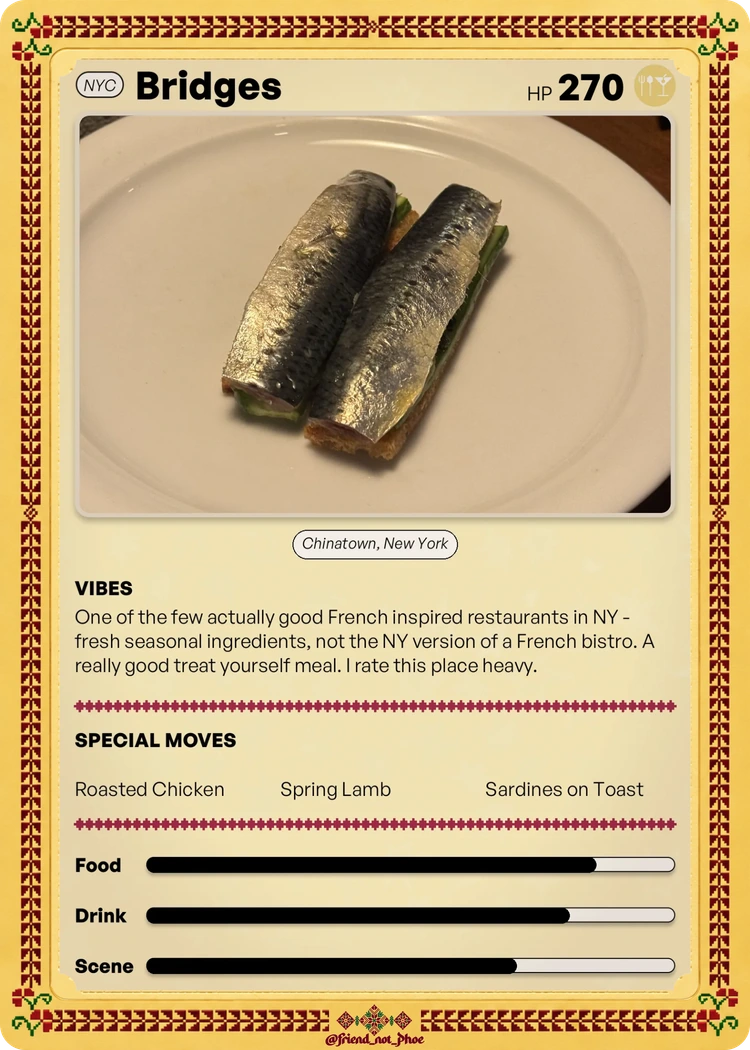 NYC Bridges HP 270
Chinatown, New York
VIBES
One of the few actually good French inspired restaurants in NY -
fresh seasonal ingredients, not the NY version of a French bistro. A
really good treat yourself meal. I rate this place heavy.
SPECIAL MOVES
Roasted Chicken Spring Lamb Sardines on Toast
Food
Drink
Scene
@friend_not_phoe